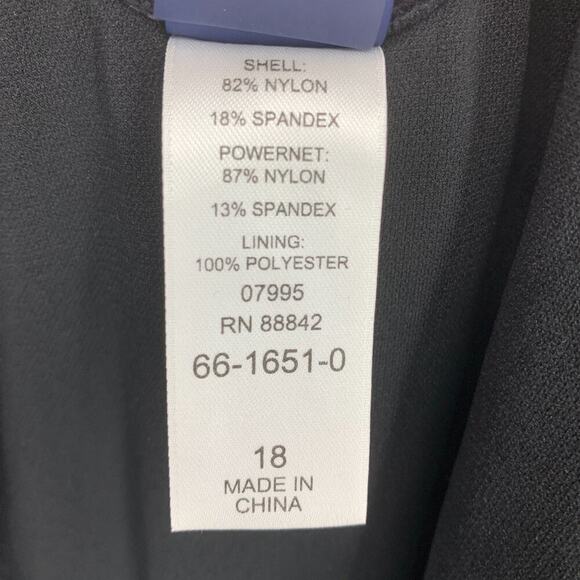 SHELL:
82% NYLON
18% SPANDEX
POWERNET:
87% NYLON
13% SPANDEX
LINING:
100% POLYESTER
07995
RN 88842
66-1651-0
18
MADE IN
CHINA